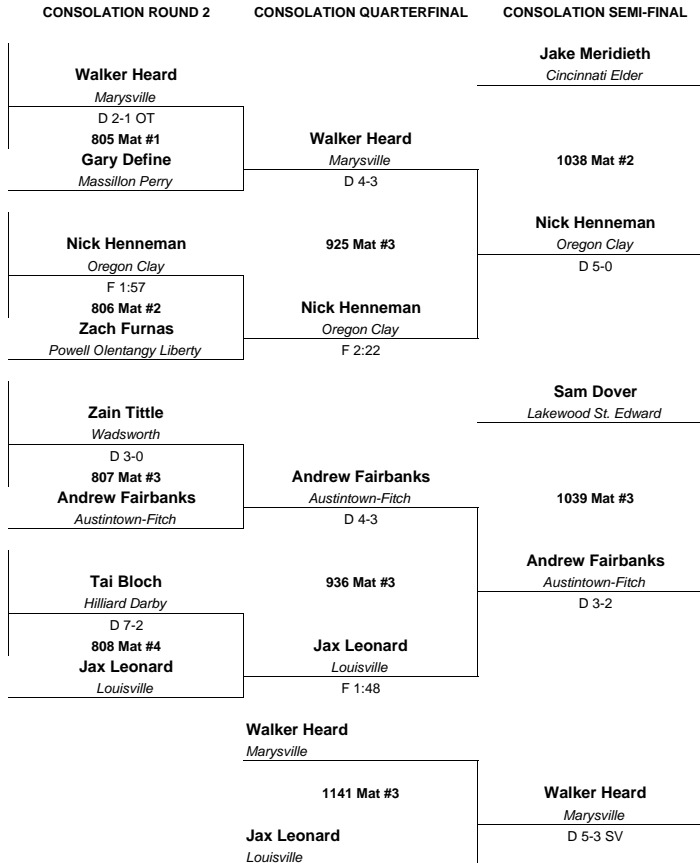 CONSOLATION ROUND 2 CONSOLATION QUARTERFINAL CONSOLATION SEMI-FINAL
Jake Meridieth
Cincinnati Elder
Walker Heard
Marysville
D 2-1 OT
805 Mat #1
Gary Define
Massillon Perry
Walker Heard
Marysville
D 4-3
1038 Mat #2
Nick Henneman
Oregon Clay
F 1:57
806 Mat #2
Zach Furnas
Powell Olentangy Liberty
925 Mat #3
Nick Henneman
Oregon Clay
F 2:22
Nick Henneman
Oregon Clay
D 5-0
Sam Dover
Lakewood St. Edward
Zain Tittle
Wadsworth
D 3-0
807 Mat #3
Andrew Fairbanks
Austintown-Fitch
Andrew Fairbanks
Austintown-Fitch
D 4-3
1039 Mat #3
Tai Bloch
Hilliard Darby
D 7-2
808 Mat #4
Jax Leonard
Louisville
936 Mat #3
Jax Leonard
Louisville
F 1:48
Andrew Fairbanks
Austintown-Fitch
D 3-2
Walker Heard
Marysville
1141 Mat #3
Jax Leonard
Louisville
Walker Heard
Marysville
D 5-3 SV